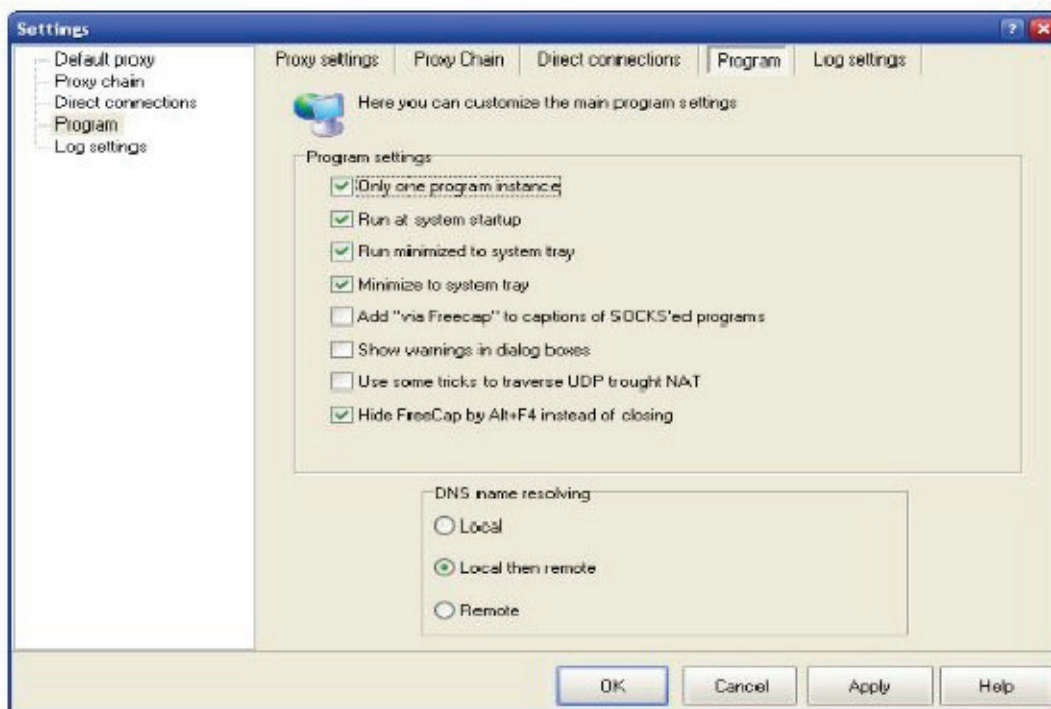 Settings
Default proxy
Proxy chain
Direct connections
Program
Log settings
Proxy settings
Proxy Chain
Direct connections
Program
Log settings
Here you can customize the main program settings
Program settings
Only one program instance
Run at system startup
Run minimized to system tray
Minimize to system tray
Add "via Freecap" to captions of SOCKS'ed programs
Show warnings in dialog boxes
Use some tricks to traverse UDP trought NAT
Hide FreeCap by Alt+F4 instead of closing
DNS name resolving
Local
Local then remote
Remote
OK
Cancel
Apply
Help